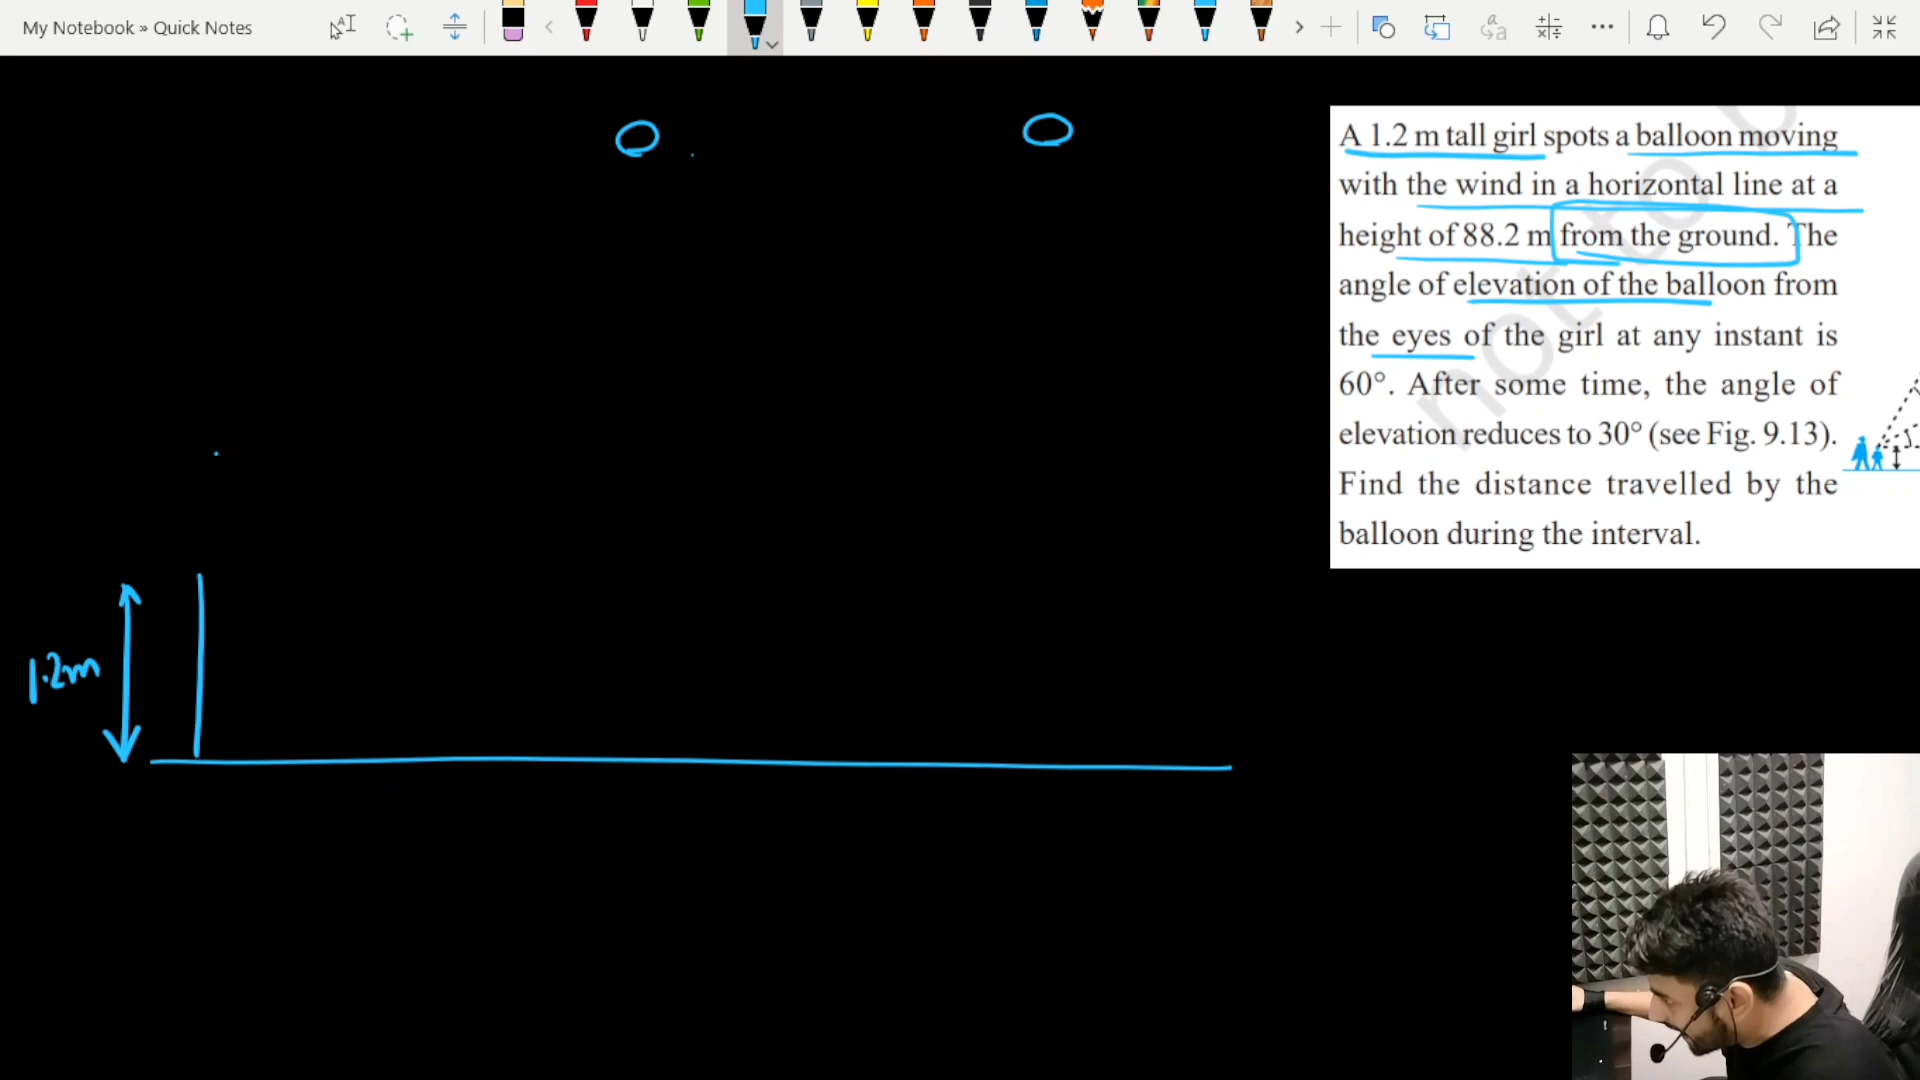 My Notebook » Quick Notes
A 1.2 m tall girl spots a balloon moving
with the wind in a horizontal line at a
height of 88.2 m from the ground. The
angle of elevation of the balloon from
the eyes of the girl at any instant is
60°. After some time, the angle of
elevation reduces to 30° (see Fig. 9.13).
Find the distance travelled by the
balloon during the interval.
not to b
1.2m